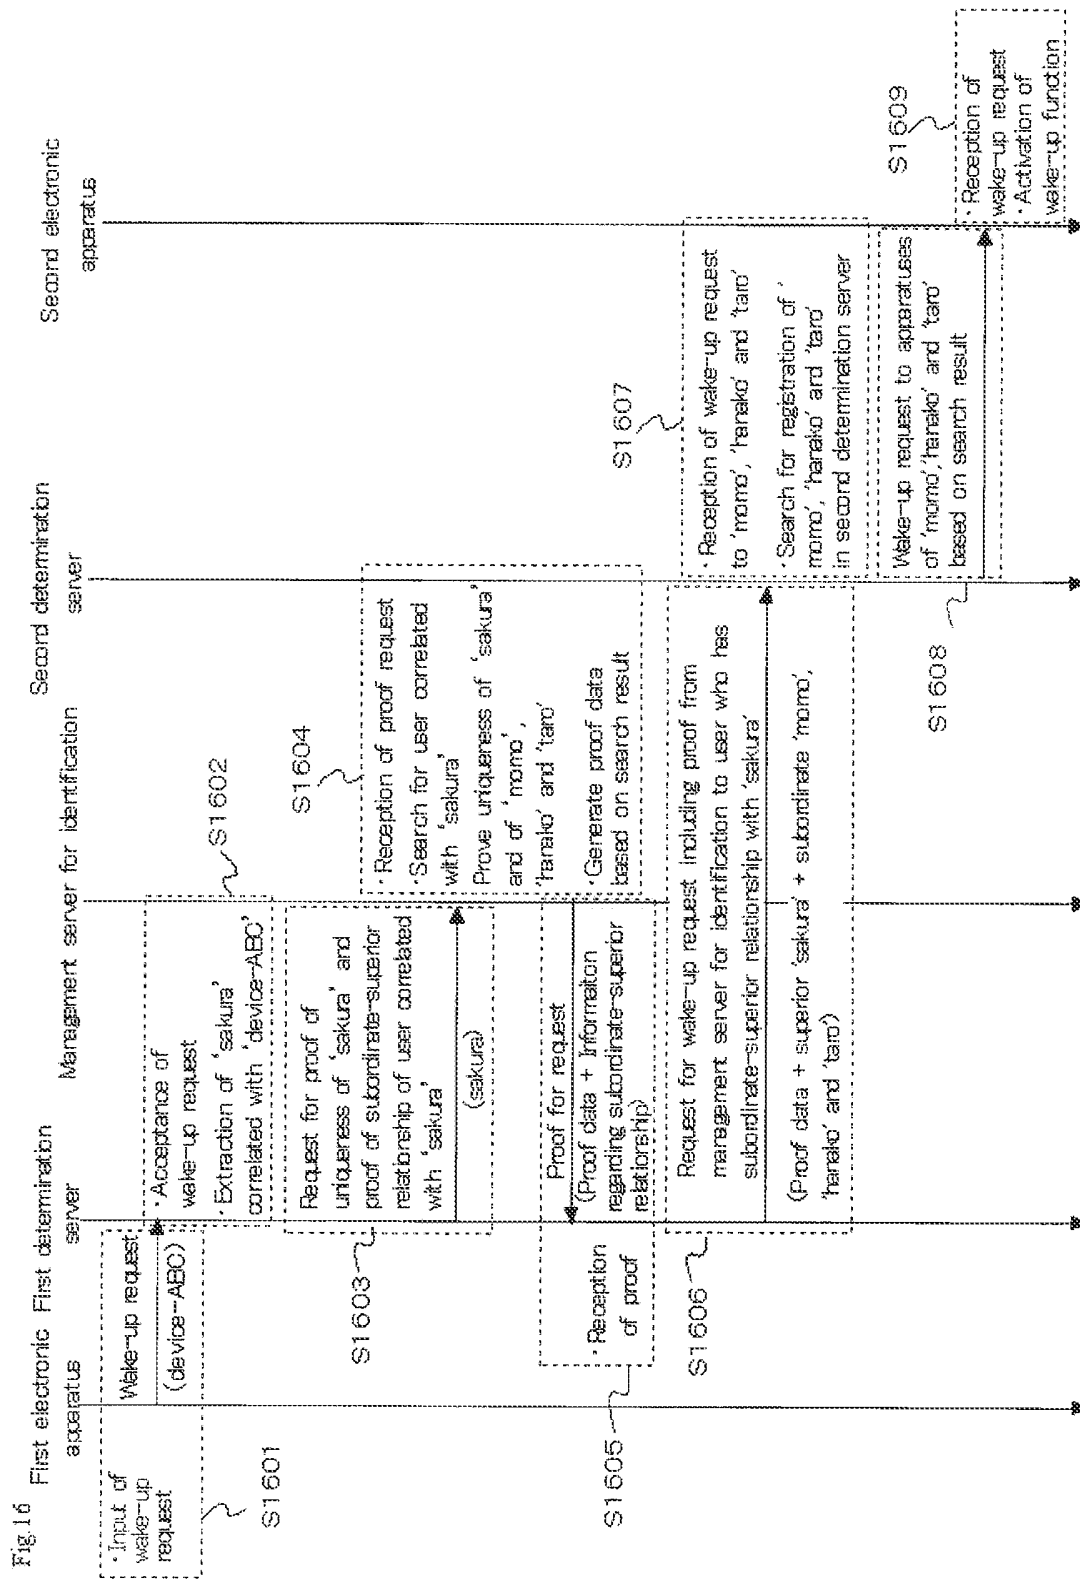 Fig.16
First electronic
apparatus
First determination
server
Management server for identification
Second determination
server
Second electronic
apparatus
・Input of
wake-up
request
S1601
Wake-up request
(device-ABC)
・Acceptance of
wake-up request
・Extraction of 'sakura'
correlated with 'device-ABC'
S1602
Request for proof of
uniqueness of 'sakura' and
proof of subordinate-superior
relationship of user correlated
with 'sakura'
(sakura)
S1603
S1604
・Reception of proof request
・Search for user correlated
with 'sakura'
Prove uniqueness of 'sakura'
and of 'momo',
'hanako' and 'taro'
・Generate proof data
based on search result
Proof for request
(Proof data + Informaiton
regarding subordinate-superior
relationship)
・Reception
of proof
S1605
S1606
Request for wake-up request including proof from
management server for identification to user who has
subordinate-superior relationship with 'sakura'
(Proof data + superior 'sakura' + subordinate 'momo',
'hanako' and 'taro')
S1607
・Reception of wake-up request
to 'momo', 'hanako' and 'taro'
・Search for registration of '
momo', 'hanako' and 'taro'
in second determination server
Wake-up request to apparatuses
of 'momo','hanako' and 'taro'
based on search result
S1608
S1609
・Reception of
wake-up request
・Activation of
wake-up function